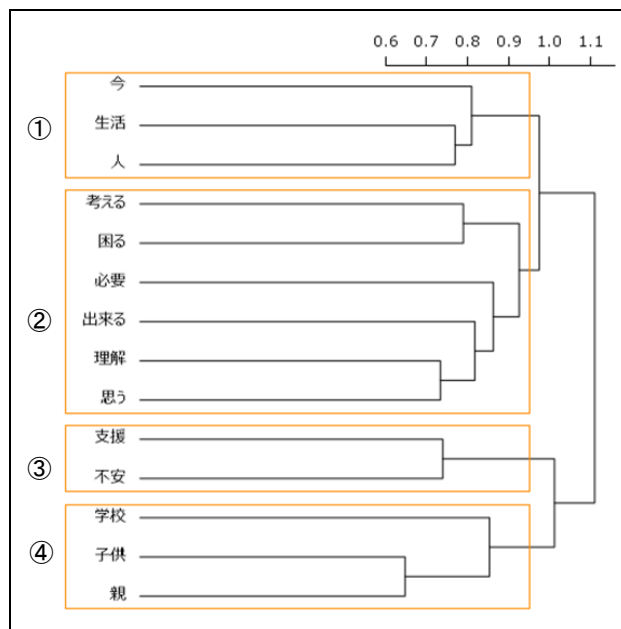 0.6 0.7 0.8 0.9 1.0 1.1
①
今
生活
人
②
考える
困る
必要
出来る
理解
思う
③
支援
不安
④
学校
子供
親